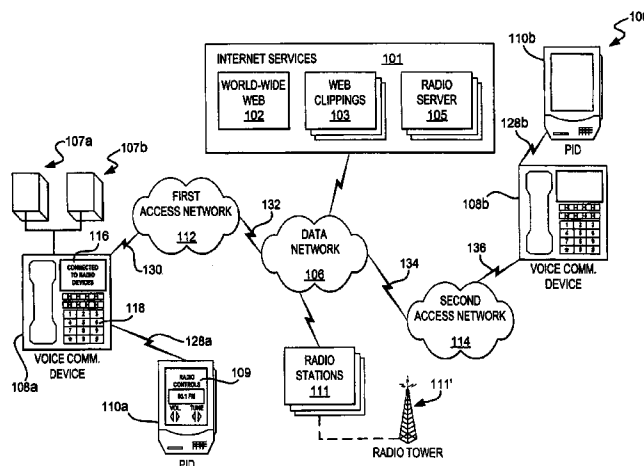 100
110b
INTERNET SERVICES
101
WORLD-WIDE WEB
102
WEB CLIPPINGS
103
RADIO SERVER
105
128b
PID
107a
107b
FIRST ACCESS NETWORK
112
132
116
130
CONNECTED TO RADIO DEVICES
DATA NETWORK
106
108b
VOICE COMM. DEVICE
136
134
SECOND ACCESS NETWORK
114
118
128a
108a
VOICE COMM. DEVICE
109
RADIO CONTROLS
FM
VOL. TUNE
110a
PID
RADIO STATIONS
111
111'
RADIO TOWER